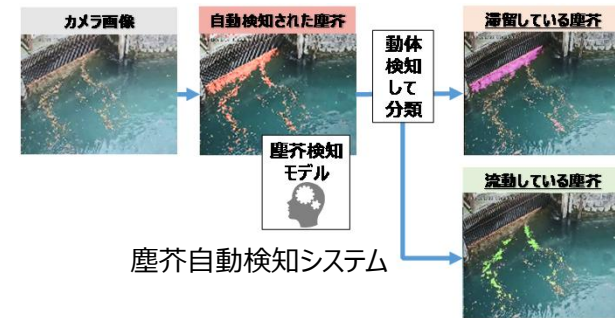 カメラ画像
自動検知された塵芥
動体
検知
して
分類
滞留している塵芥
塵芥検知
モデル
流動している塵芥
塵芥自動検知システム